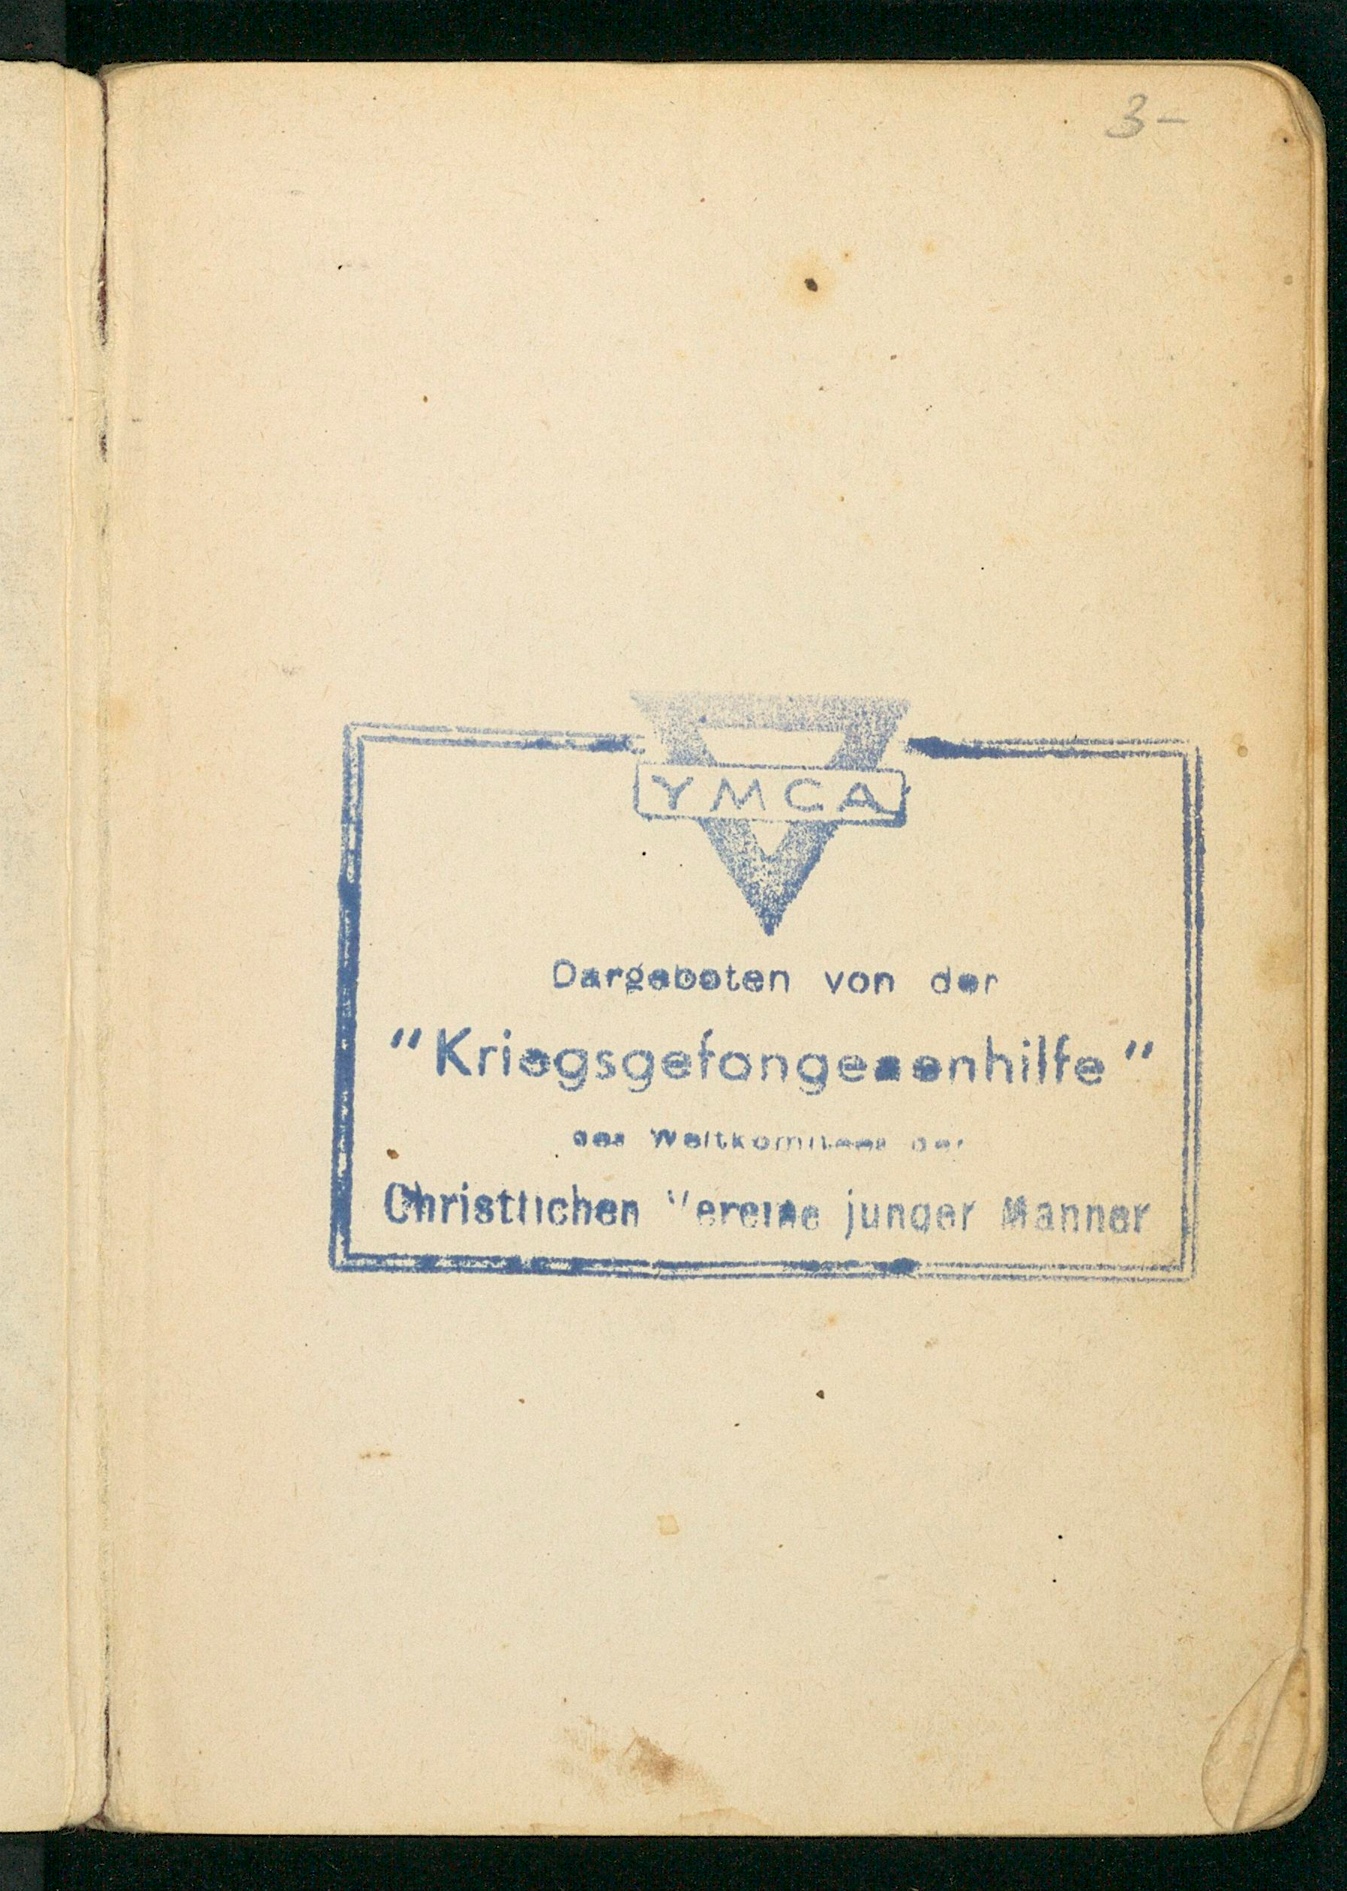 3-
YMCA
Dargeboten von der
"Kriegsgefangenenhilfe"
des Weltkomitees der
Christlichen Vereine junger Männer